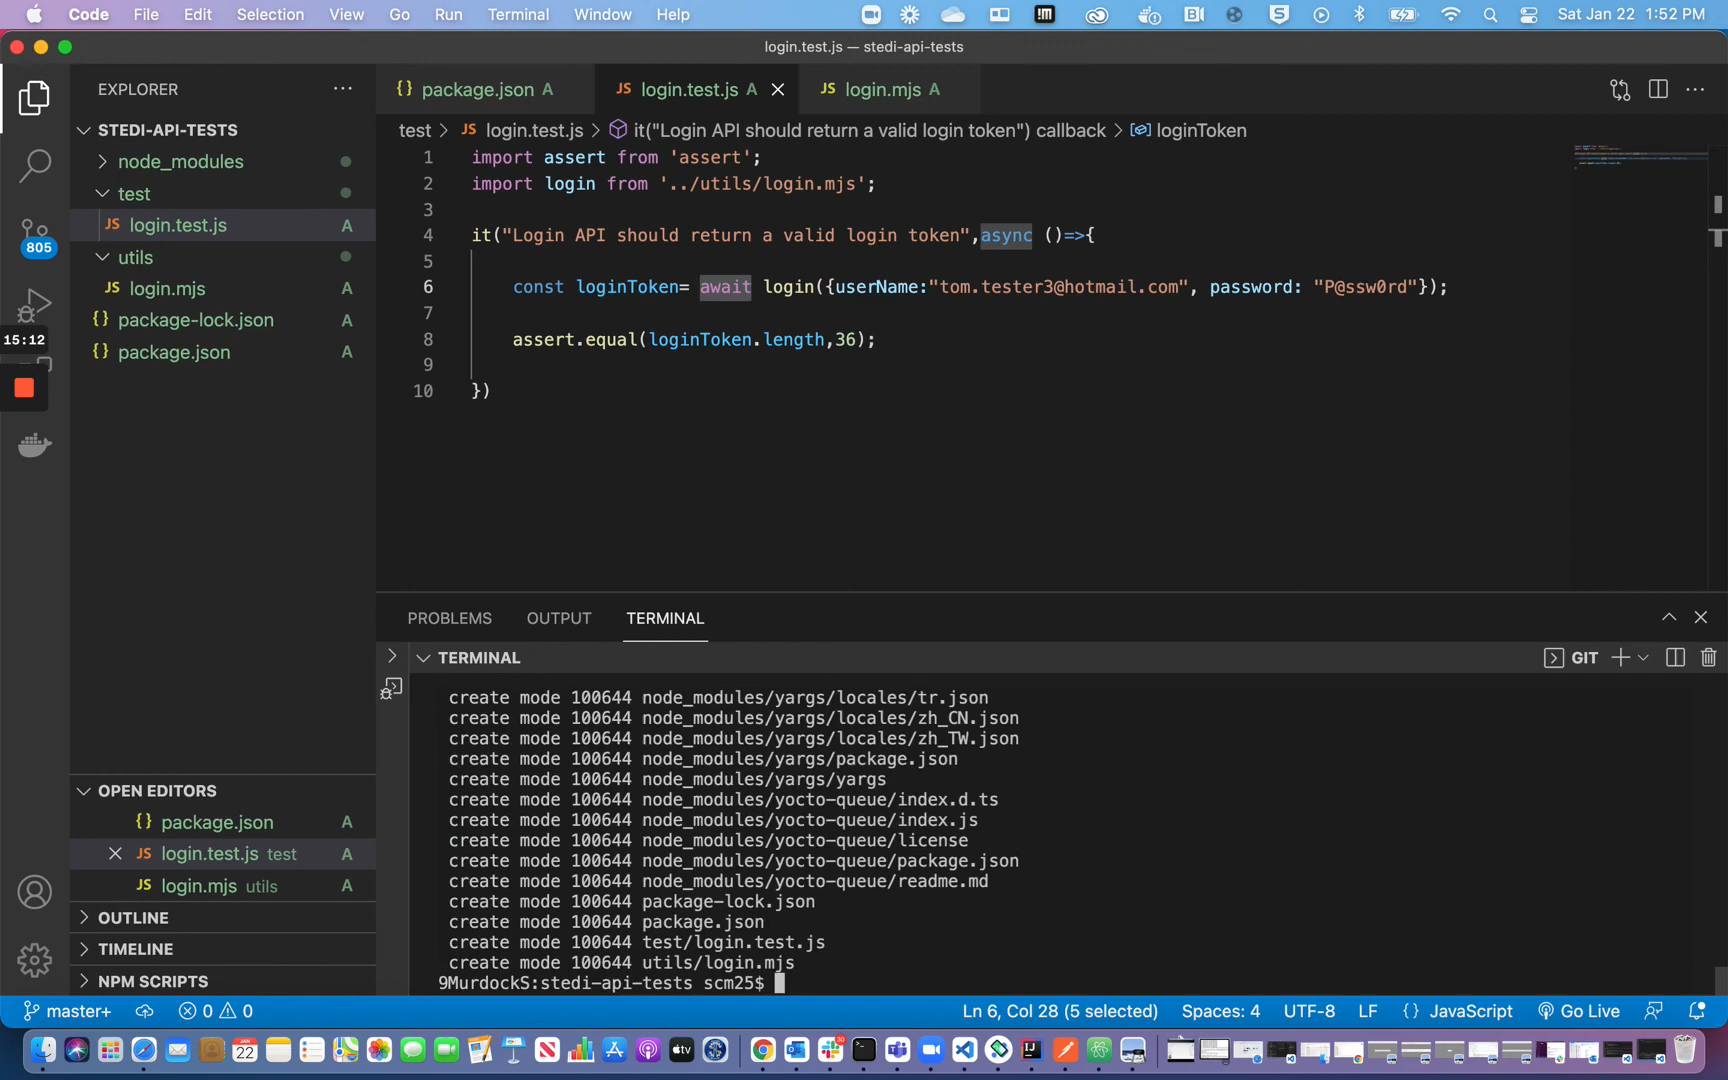 Code File Edit Selection View Go Run Terminal Window Help Sat Jan 22 1:52 PM
login.test.js — stedi-api-tests
EXPLORER
STEDI-API-TESTS
node_modules
test
JS login.test.js A
utils
JS login.mjs A
{} package-lock.json A
{} package.json A
805
15:12
{} package.json A
JS login.test.js A
JS login.mjs A
test > JS login.test.js > it("Login API should return a valid login token") callback > loginToken
1 import assert from 'assert';
2 import login from '../utils/login.mjs';
3
4 it("Login API should return a valid login token",async ()=>{
5
6 const loginToken= await login({userName:"tom.tester3@hotmail.com", password: "P@ssw0rd"});
7
8 assert.equal(loginToken.length,36);
9
10 })
PROBLEMS OUTPUT TERMINAL
TERMINAL
GIT
create mode 100644 node_modules/yargs/locales/tr.json
create mode 100644 node_modules/yargs/locales/zh_CN.json
create mode 100644 node_modules/yargs/locales/zh_TW.json
create mode 100644 node_modules/yargs/package.json
create mode 100644 node_modules/yargs/yargs
create mode 100644 node_modules/yocto-queue/index.d.ts
create mode 100644 node_modules/yocto-queue/index.js
create mode 100644 node_modules/yocto-queue/license
create mode 100644 node_modules/yocto-queue/package.json
create mode 100644 node_modules/yocto-queue/readme.md
create mode 100644 package-lock.json
create mode 100644 package.json
create mode 100644 test/login.test.js
create mode 100644 utils/login.mjs
9MurdockS:stedi-api-tests scm25$
OPEN EDITORS
{} package.json A
JS login.test.js test A
JS login.mjs utils A
OUTLINE
TIMELINE
NPM SCRIPTS
master+ 0 0 Ln 6, Col 28 (5 selected) Spaces: 4 UTF-8 LF {} JavaScript Go Live
JAN
22